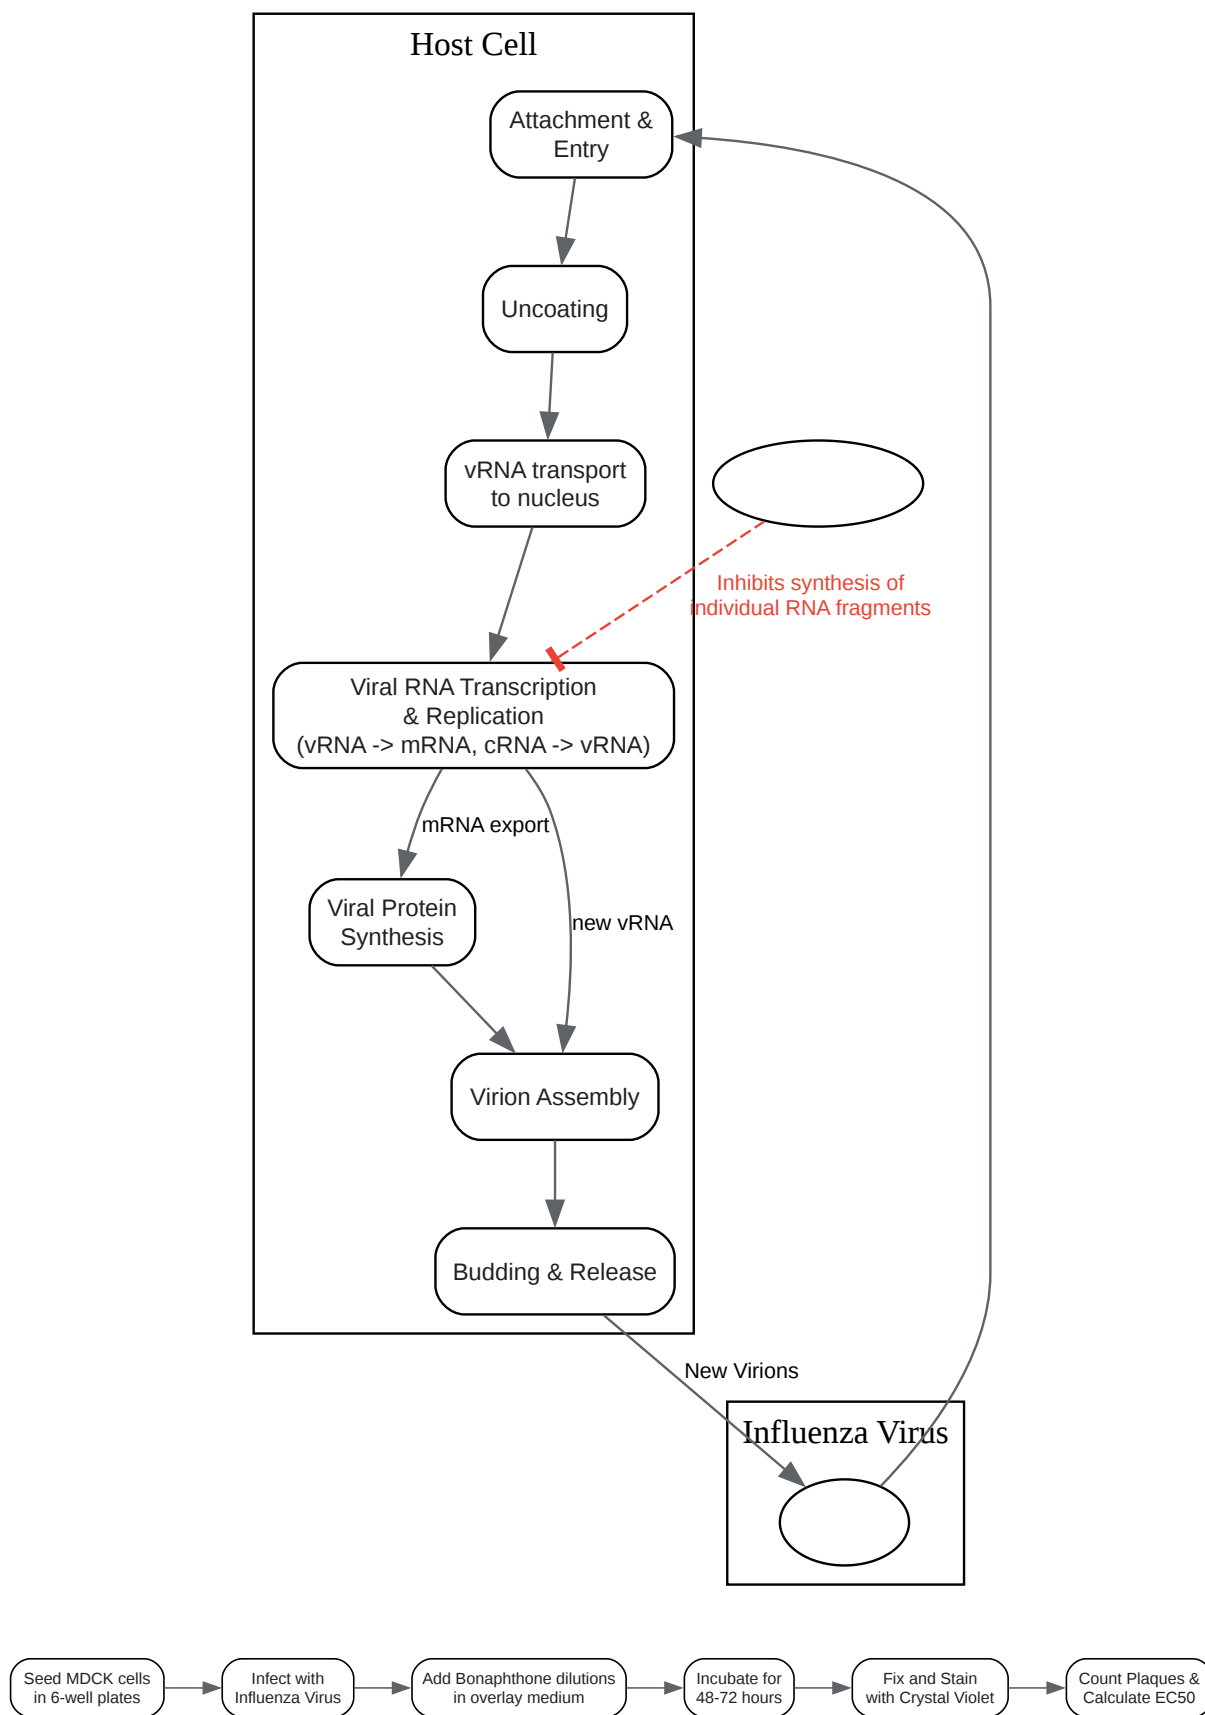 Host Cell
Attachment &
Entry
Uncoating
vRNA transport
to nucleus
Inhibits synthesis of
individual RNA fragments
Viral RNA Transcription
& Replication
(vRNA -> mRNA, cRNA -> vRNA)
mRNA export
Viral Protein
Synthesis
new vRNA
Virion Assembly
Budding & Release
New Virions
Influenza Virus
Seed MDCK cells
in 6-well plates
Infect with
Influenza Virus
Add Bonaphthone dilutions
in overlay medium
Incubate for
48-72 hours
Fix and Stain
with Crystal Violet
Count Plaques &
Calculate EC50